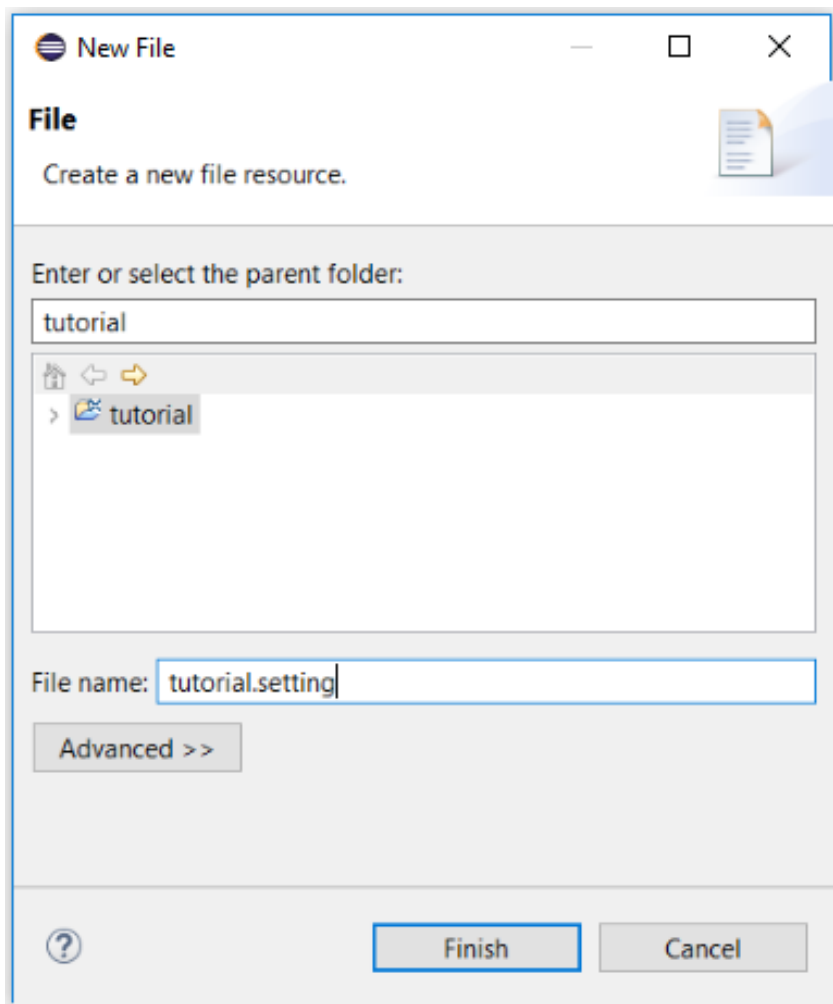 New File
File
Create a new file resource.
Enter or select the parent folder:
tutorial
tutorial
File name: tutorial.setting
Advanced >>
Finish Cancel